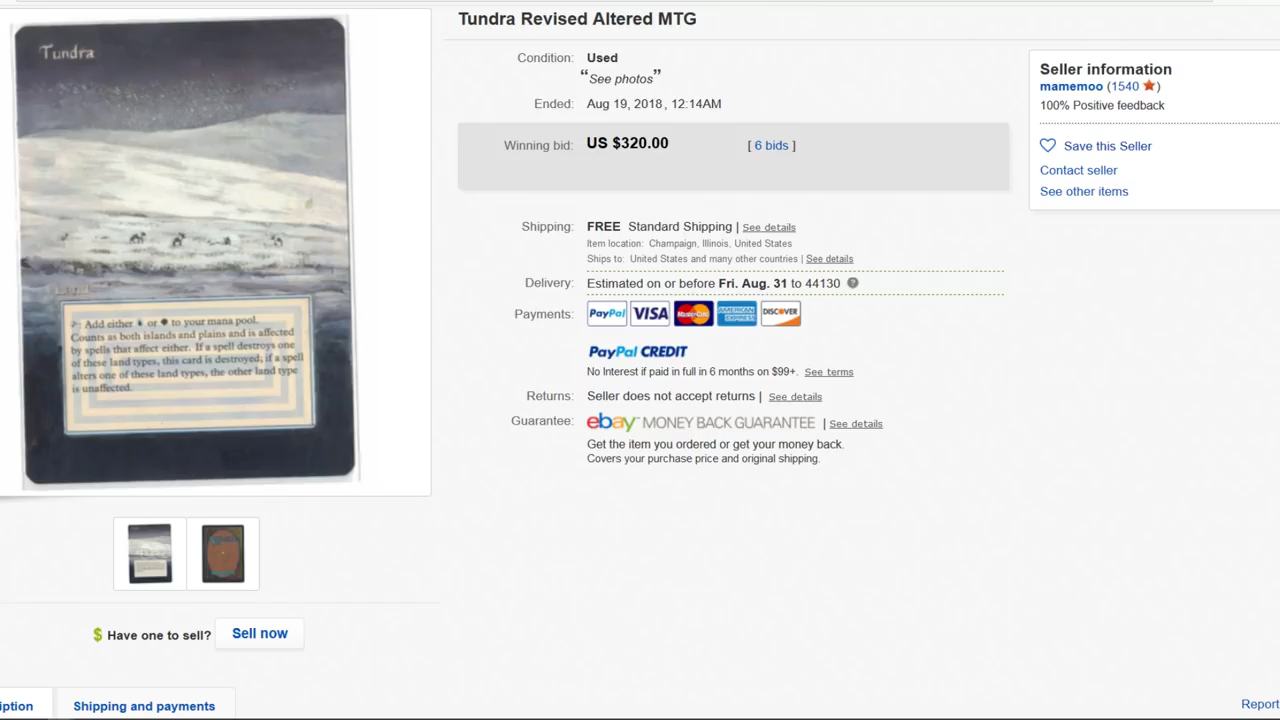 Tundra Revised Altered MTG
Tundra
Land
: Add either or to your mana pool.
Counts as both islands and plains and is affected
by spells that affect either. If a spell destroys one
of these land types, this card is destroyed; if a spell
alters one of these land types, the other land type
is unaffected.
Condition: Used
“See photos”
Ended: Aug 19, 2018 , 12:14AM
Winning bid: US $320.00 [ 6 bids ]
Shipping: FREE Standard Shipping | See details
Item location: Champaign, Illinois, United States
Ships to: United States and many other countries | See details
Delivery: Estimated on or before Fri. Aug. 31 to 44130 ?
Payments: PayPal VISA MasterCard AMERICAN EXPRESS DISCOVER
PayPal CREDIT
No Interest if paid in full in 6 months on $99+. See terms
Returns: Seller does not accept returns | See details
Guarantee: ebay MONEY BACK GUARANTEE | See details
Get the item you ordered or get your money back.
Covers your purchase price and original shipping.
Seller information
mamemoo (1540 )
100% Positive feedback
Save this Seller
Contact seller
See other items
$ Have one to sell? Sell now
iption
Shipping and payments
Report